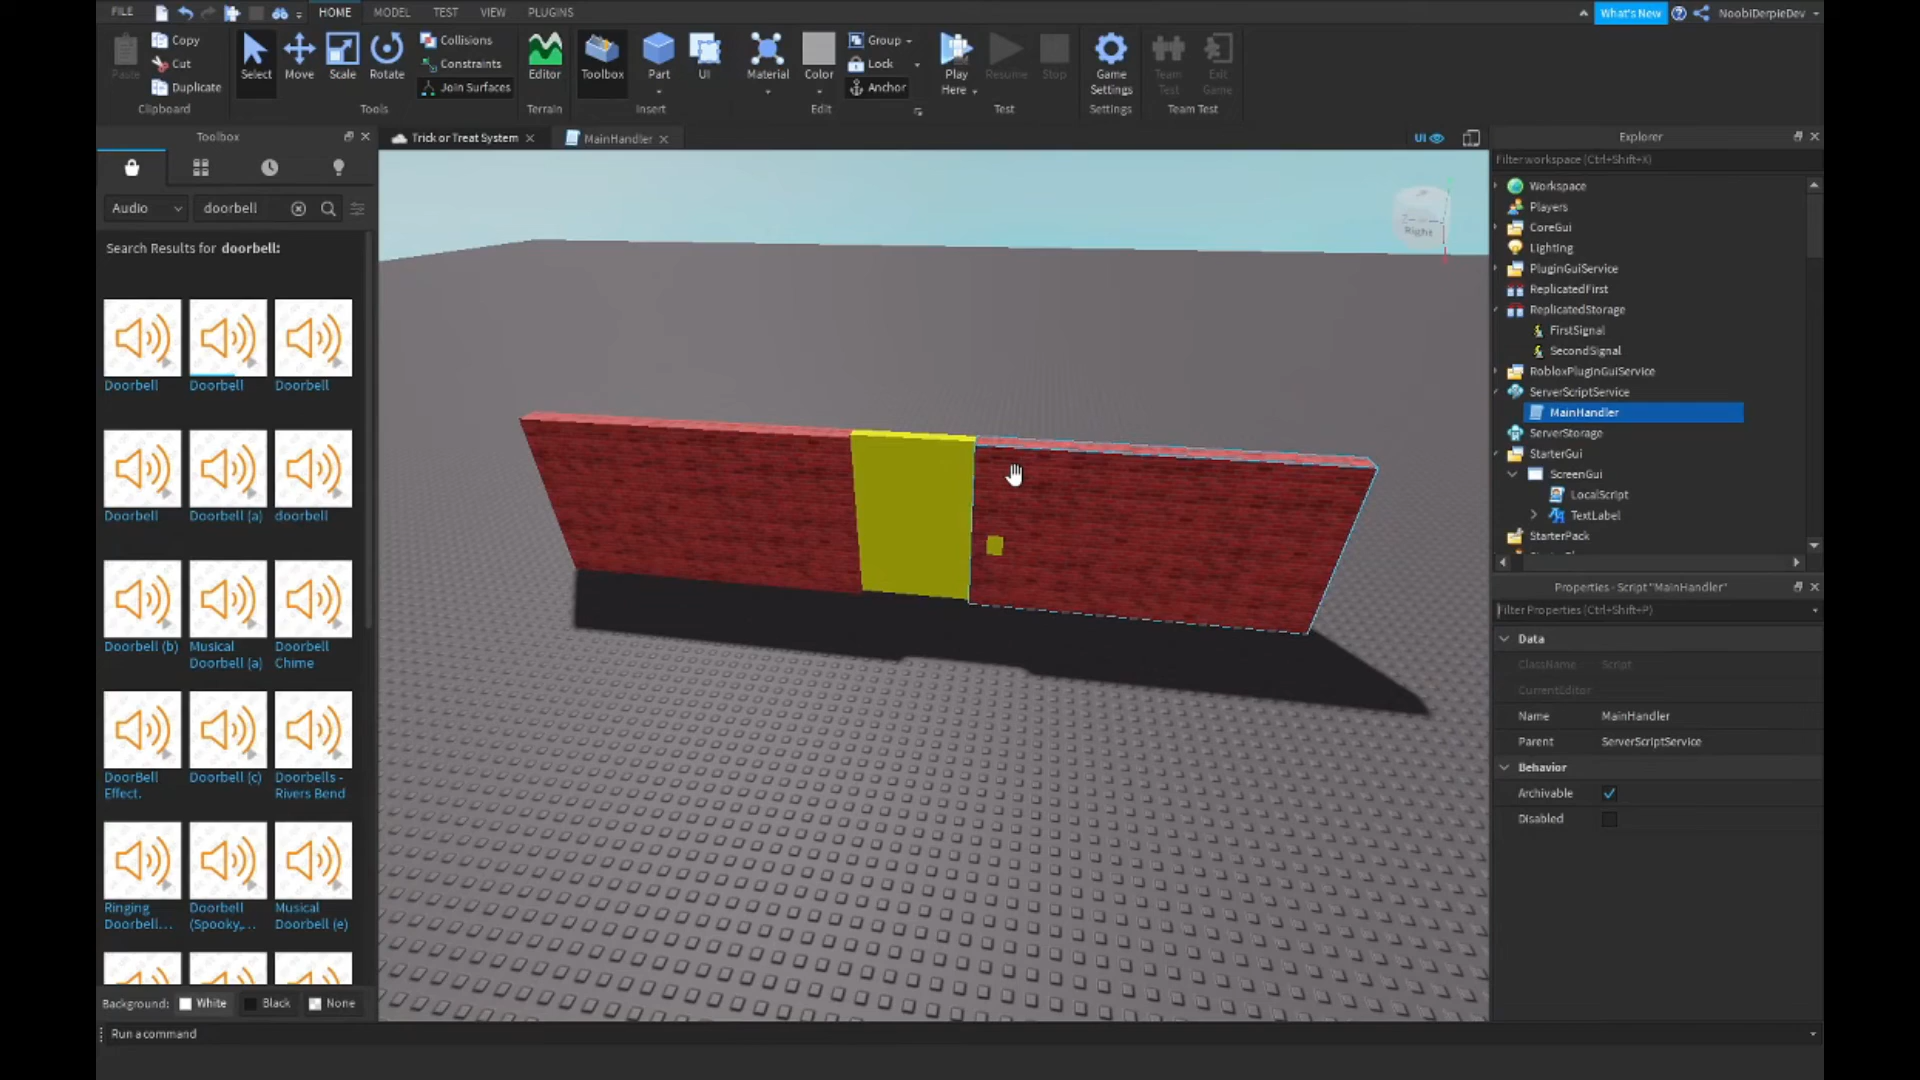 FILE HOME MODEL TEST VIEW PLUGINS What's New NoobiDerpieDev
Copy Collisions Group
Cut Constraints Lock
Paste Duplicate Select Move Scale Rotate Join Surfaces Editor Toolbox Part UI Material Color Anchor Play Here Resume Stop Game Settings Team Test Exit Game
Clipboard Tools Terrain Insert Edit Test Settings Team Test
Toolbox
Trick or Treat System MainHandler UI
Audio doorbell
Search Results for doorbell:
Doorbell Doorbell Doorbell
Doorbell Doorbell (a) doorbell
Doorbell (b) Musical Doorbell (a) Doorbell Chime
DoorBell Effect. Doorbell (c) Doorbells - Rivers Bend
Ringing Doorbell... Doorbell (Spooky,... Musical Doorbell (e)
Background: White Black None
Run a command
Right
Explorer
Filter workspace (Ctrl+Shift+X)
Workspace
Players
CoreGui
Lighting
PluginGuiService
ReplicatedFirst
ReplicatedStorage
FirstSignal
SecondSignal
RobloxPluginGuiService
ServerScriptService
MainHandler
ServerStorage
StarterGui
ScreenGui
LocalScript
TextLabel
StarterPack
Properties - Script "MainHandler"
Filter Properties (Ctrl+Shift+P)
Data
ClassName Script
CurrentEditor
Name MainHandler
Parent ServerScriptService
Behavior
Archivable
Disabled